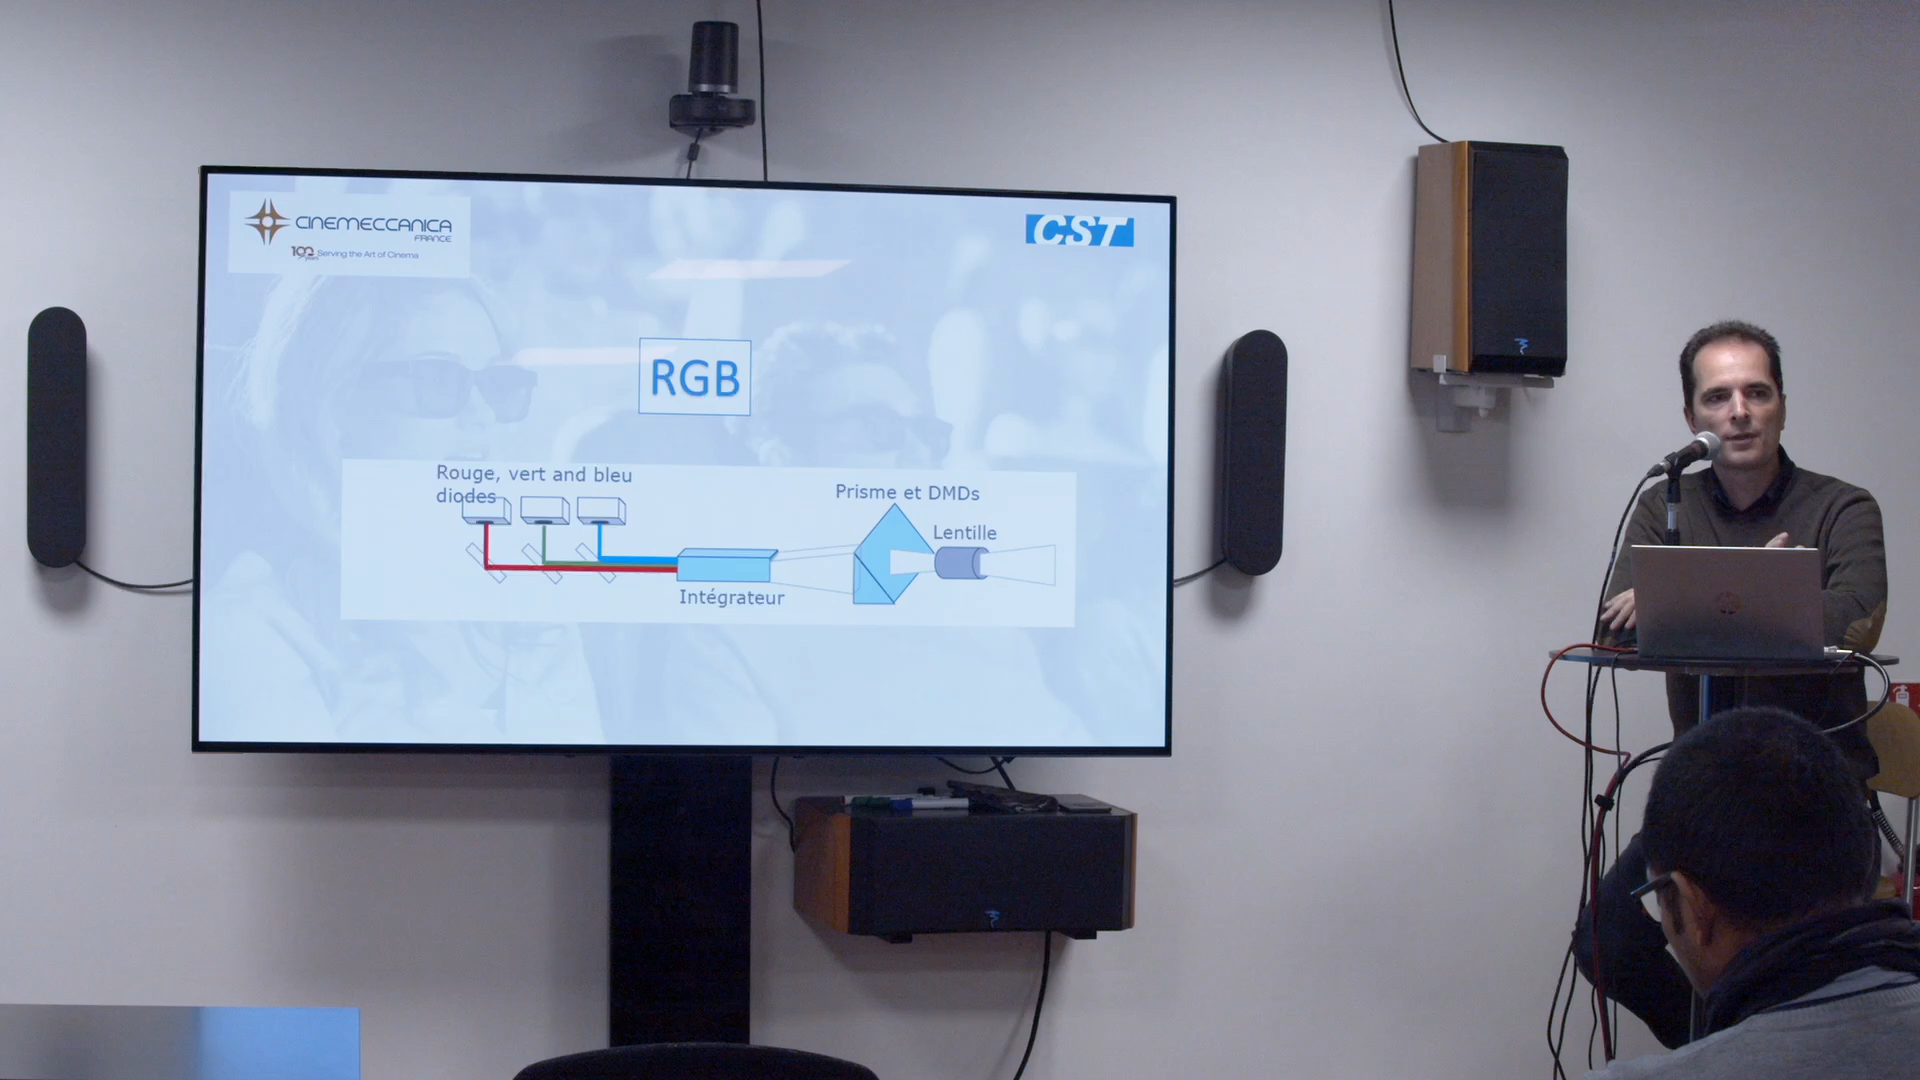 CINEMECCANICA
FRANCE
100 years Serving the Art of Cinema
CST
RGB
Rouge, vert and bleu
diodes
Prisme et DMDs
Lentille
Intégrateur